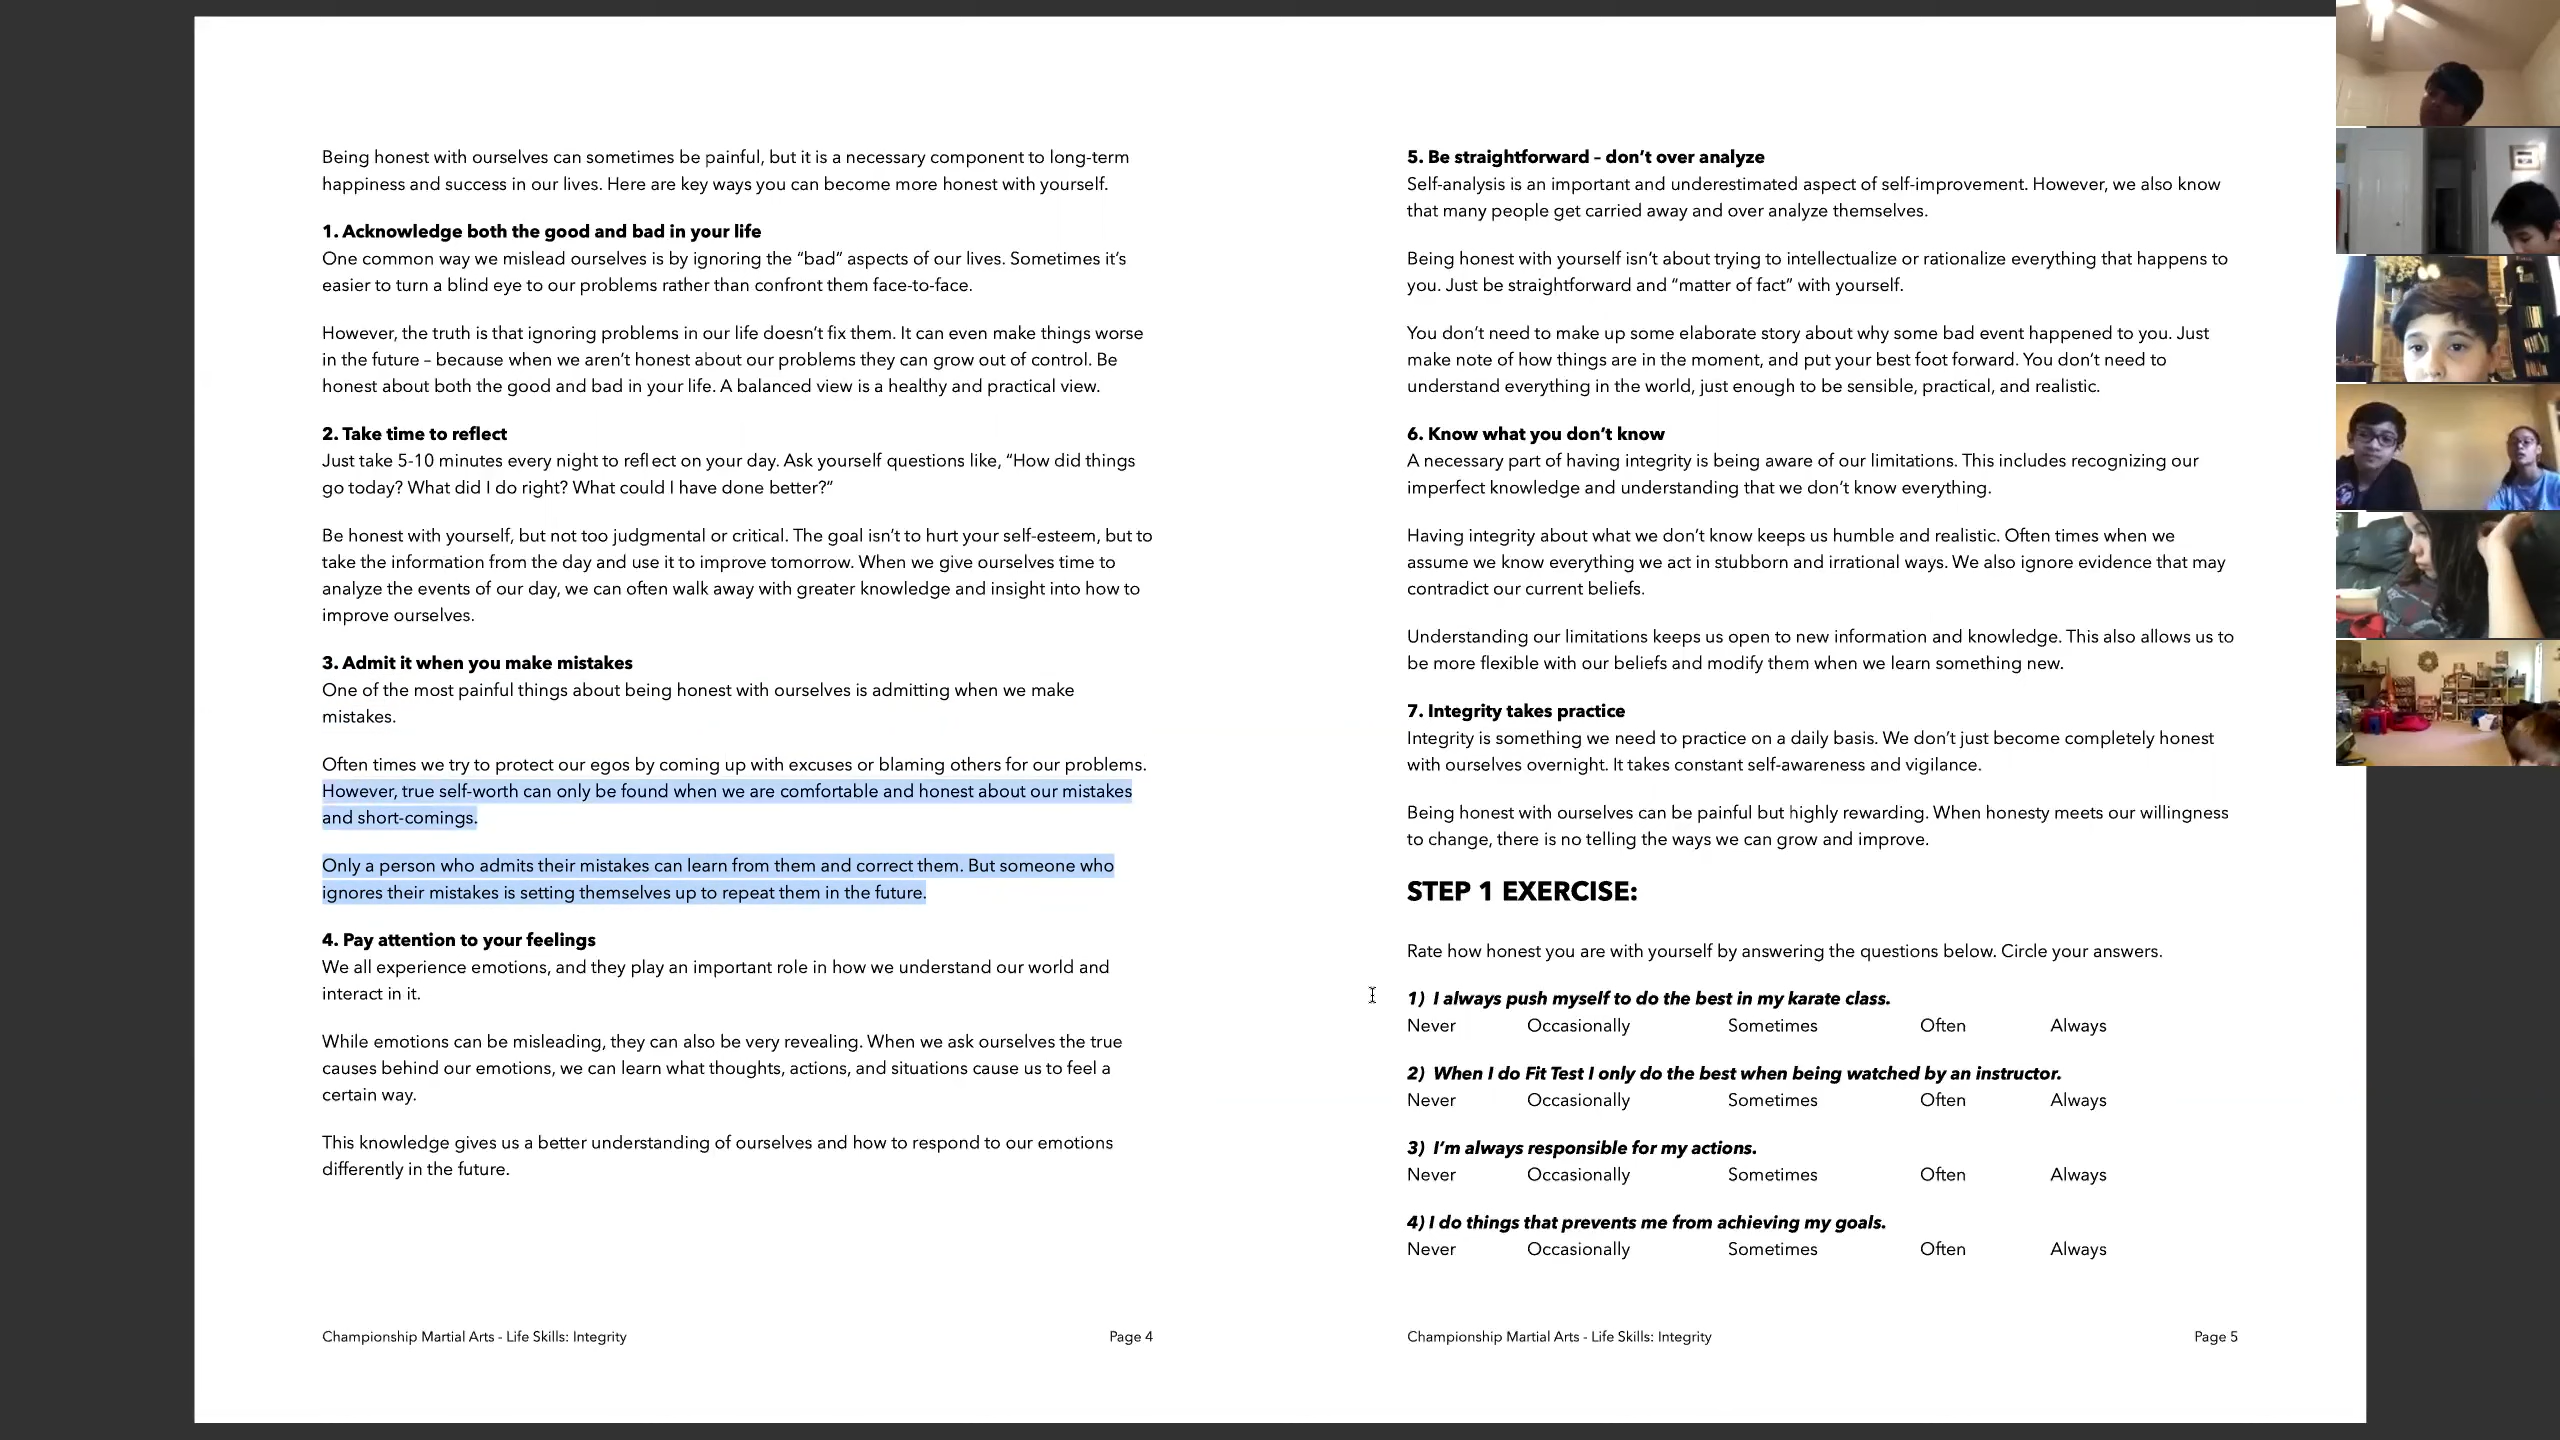 Being honest with ourselves can sometimes be painful, but it is a necessary component to long-term
happiness and success in our lives. Here are key ways you can become more honest with yourself.
1. Acknowledge both the good and bad in your life
One common way we mislead ourselves is by ignoring the “bad” aspects of our lives. Sometimes it’s
easier to turn a blind eye to our problems rather than confront them face-to-face.
However, the truth is that ignoring problems in our life doesn’t fix them. It can even make things worse
in the future – because when we aren’t honest about our problems they can grow out of control. Be
honest about both the good and bad in your life. A balanced view is a healthy and practical view.
2. Take time to reflect
Just take 5-10 minutes every night to reflect on your day. Ask yourself questions like, “How did things
go today? What did I do right? What could I have done better?”
Be honest with yourself, but not too judgmental or critical. The goal isn’t to hurt your self-esteem, but to
take the information from the day and use it to improve tomorrow. When we give ourselves time to
analyze the events of our day, we can often walk away with greater knowledge and insight into how to
improve ourselves.
3. Admit it when you make mistakes
One of the most painful things about being honest with ourselves is admitting when we make
mistakes.
Often times we try to protect our egos by coming up with excuses or blaming others for our problems.
However, true self-worth can only be found when we are comfortable and honest about our mistakes
and short-comings.
Only a person who admits their mistakes can learn from them and correct them. But someone who
ignores their mistakes is setting themselves up to repeat them in the future.
4. Pay attention to your feelings
We all experience emotions, and they play an important role in how we understand our world and
interact in it.
While emotions can be misleading, they can also be very revealing. When we ask ourselves the true
causes behind our emotions, we can learn what thoughts, actions, and situations cause us to feel a
certain way.
This knowledge gives us a better understanding of ourselves and how to respond to our emotions
differently in the future.
Championship Martial Arts - Life Skills: Integrity Page 4
5. Be straightforward – don’t over analyze
Self-analysis is an important and underestimated aspect of self-improvement. However, we also know
that many people get carried away and over analyze themselves.
Being honest with yourself isn’t about trying to intellectualize or rationalize everything that happens to
you. Just be straightforward and “matter of fact” with yourself.
You don’t need to make up some elaborate story about why some bad event happened to you. Just
make note of how things are in the moment, and put your best foot forward. You don’t need to
understand everything in the world, just enough to be sensible, practical, and realistic.
6. Know what you don’t know
A necessary part of having integrity is being aware of our limitations. This includes recognizing our
imperfect knowledge and understanding that we don’t know everything.
Having integrity about what we don’t know keeps us humble and realistic. Often times when we
assume we know everything we act in stubborn and irrational ways. We also ignore evidence that may
contradict our current beliefs.
Understanding our limitations keeps us open to new information and knowledge. This also allows us to
be more flexible with our beliefs and modify them when we learn something new.
7. Integrity takes practice
Integrity is something we need to practice on a daily basis. We don’t just become completely honest
with ourselves overnight. It takes constant self-awareness and vigilance.
Being honest with ourselves can be painful but highly rewarding. When honesty meets our willingness
to change, there is no telling the ways we can grow and improve.
STEP 1 EXERCISE:
Rate how honest you are with yourself by answering the questions below. Circle your answers.
1) I always push myself to do the best in my karate class.
Never Occasionally Sometimes Often Always
2) When I do Fit Test I only do the best when being watched by an instructor.
Never Occasionally Sometimes Often Always
3) I’m always responsible for my actions.
Never Occasionally Sometimes Often Always
4) I do things that prevents me from achieving my goals.
Never Occasionally Sometimes Often Always
Championship Martial Arts - Life Skills: Integrity Page 5